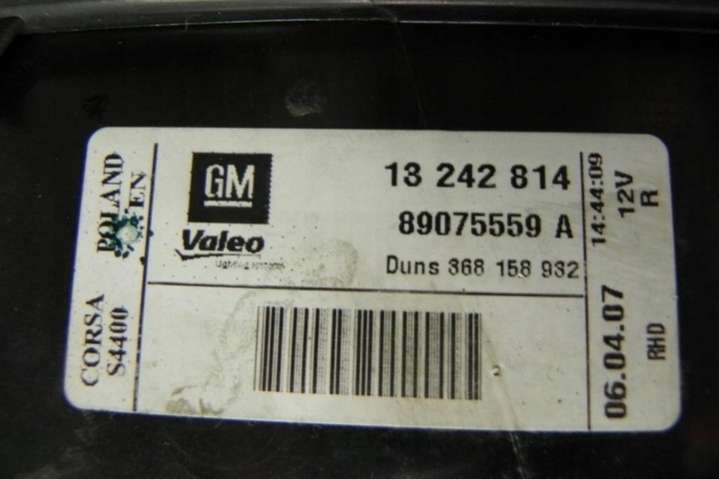 POLAND
EN
CORSA
S4400
GM
Valeo
13 242 814
89075559 A
Duns 368 158 932
14:44:09
12V
R
06.04.07
RHD